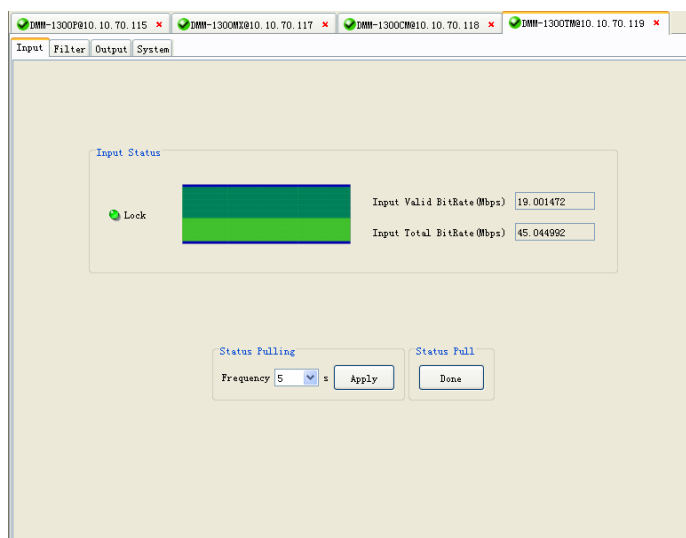 DMM-1300P@10.10.70.115 DMM-1300MX@10.10.70.117 DMM-1300CM@10.10.70.118 DMM-1300TM@10.10.70.119
Input Filter Output System
Input Status
Lock
Input Valid BitRate(Mbps) 19.001472
Input Total BitRate(Mbps) 45.044992
Status Pulling
Frequency 5 s Apply
Status Pull
Done